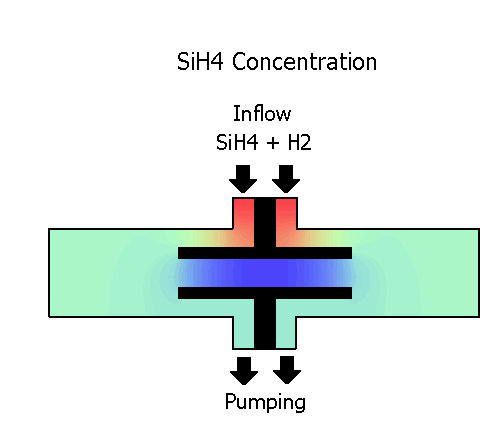 SiH4 Concentration
Inflow
SiH4 + H2
Pumping